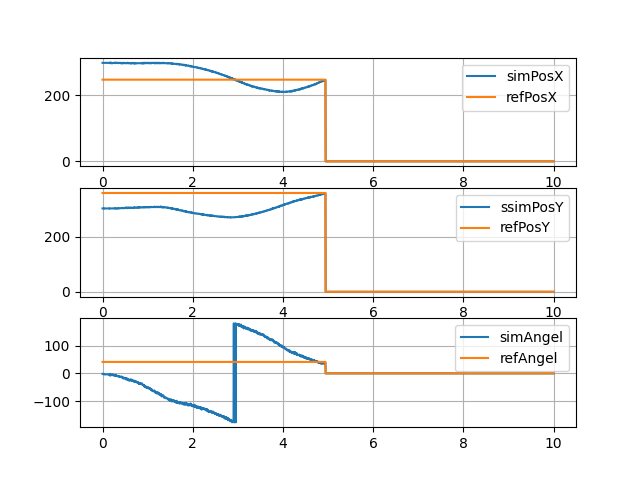 simPosX
refPosX
200
0
0 2 4 6 8 10
ssimPosY
refPosY
200
0
0 2 4 6 8 10
simAngel
refAngel
100
0
−100
0 2 4 6 8 10